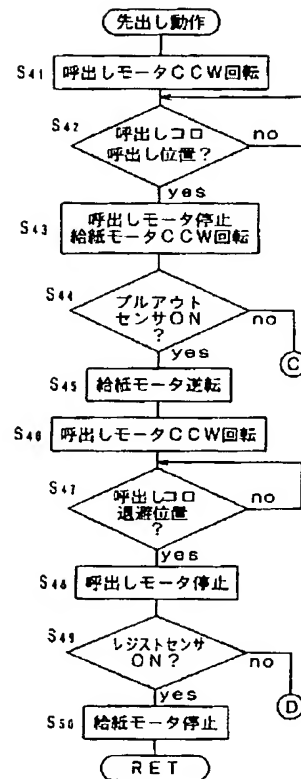 先出し動作
S41 呼出しモータCCW回転
S42 呼出しコロ
呼出し位置?
no
yes
S43 呼出しモータ停止
給紙モータCCW回転
S44 プルアウト
センサON
?
no
yes
C
S45 給紙モータ逆転
S46 呼出しモータCCW回転
S47 呼出しコロ
退避位置
?
no
yes
S48 呼出しモータ停止
S49 レジストセンサ
ON?
no
yes
D
S50 給紙モータ停止
RET